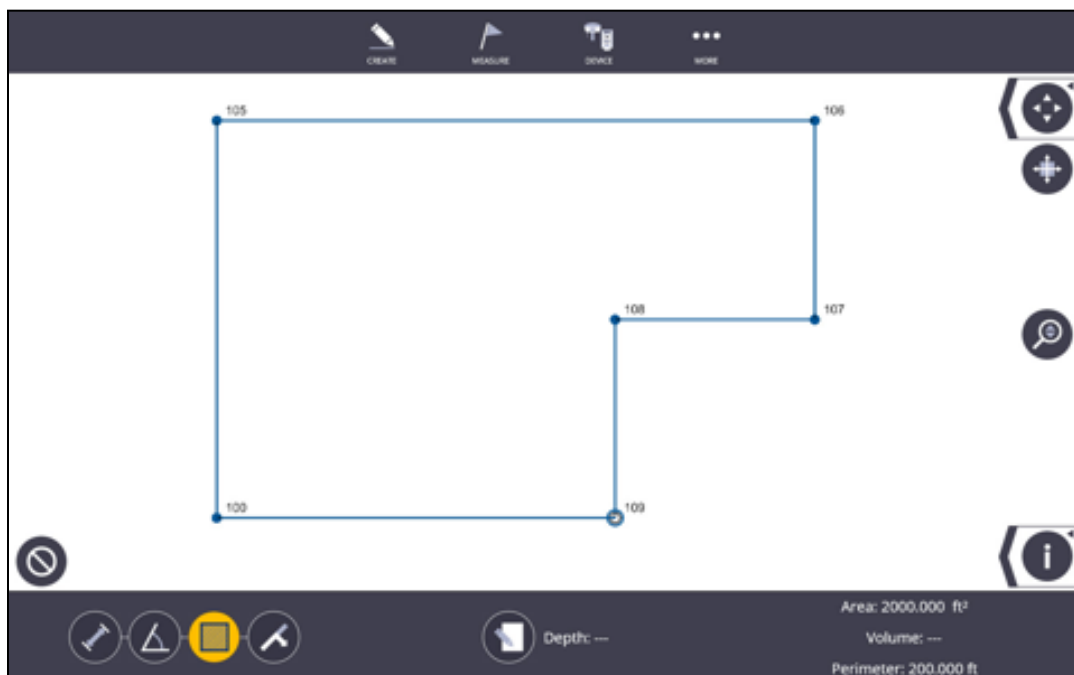 CREATE
MEASURE
DEVICE
MORE
105
106
108
107
100
109
Depth: ---
Area: 2000.000 ft²
Volume: ---
Perimeter: 200.000 ft